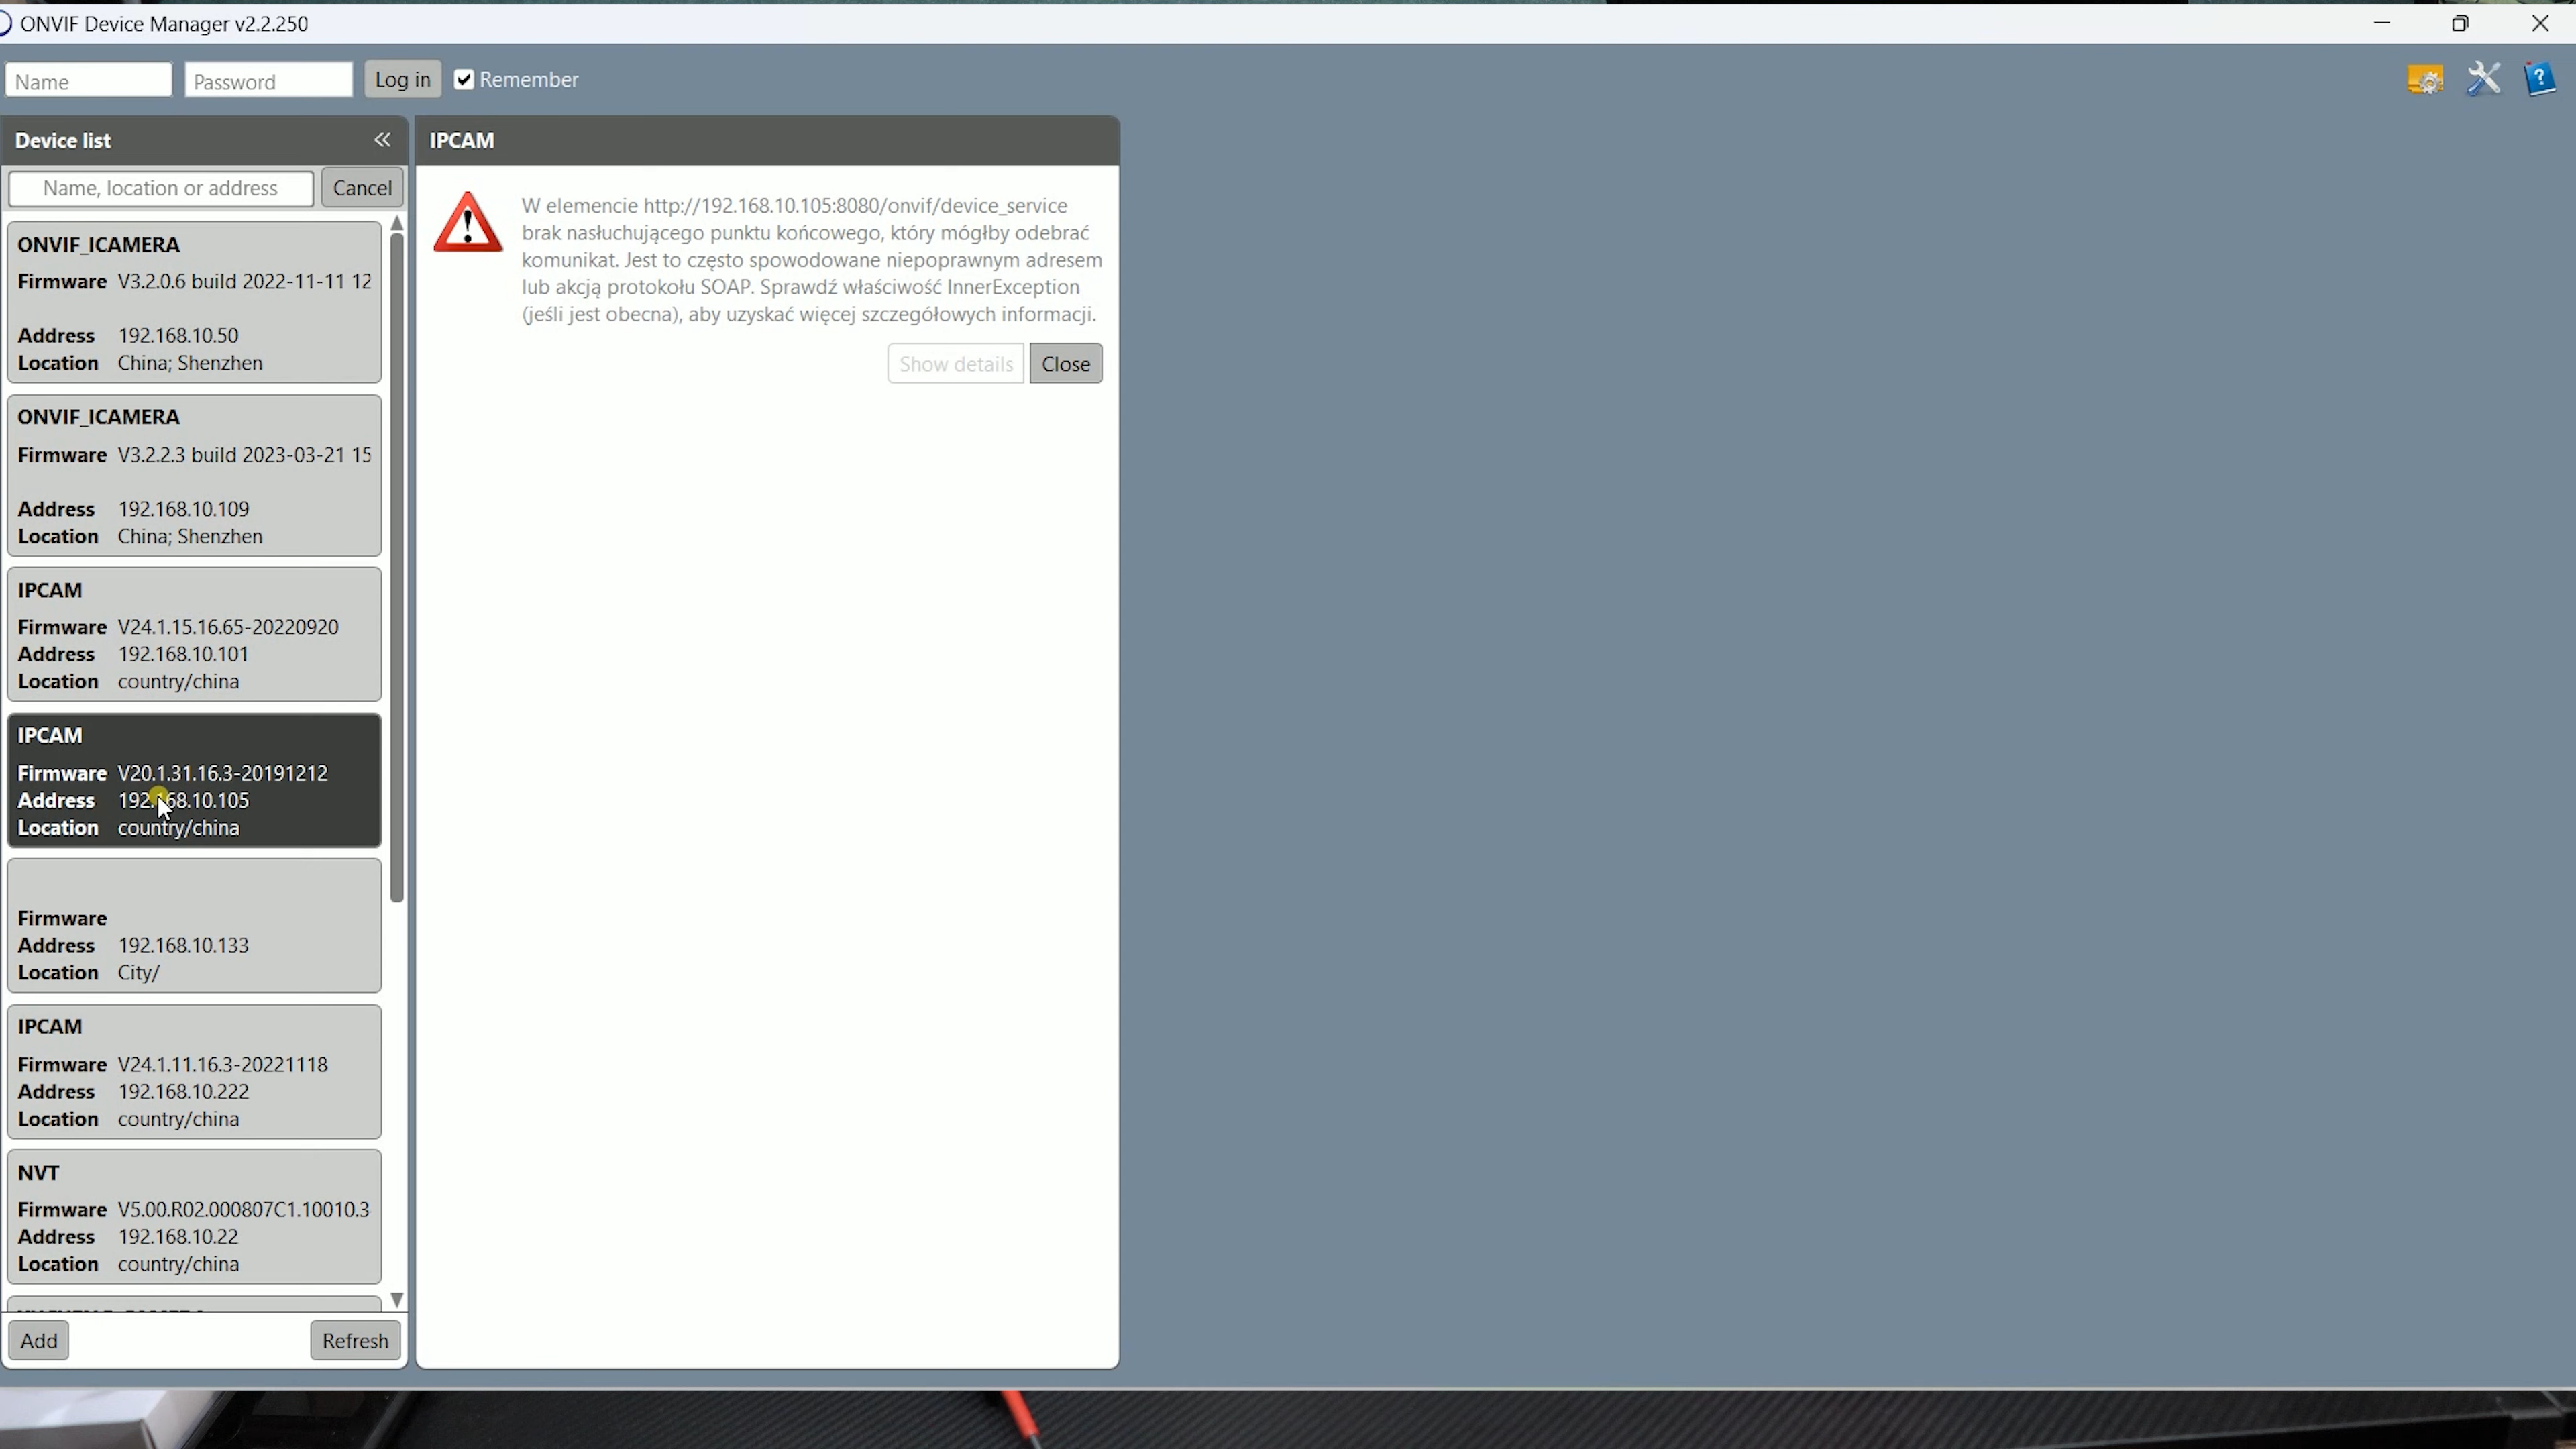 ONVIF Device Manager v2.2.250
Name
Password
Log in
Remember
Device list
Name, location or address
Cancel
ONVIF_ICAMERA
Firmware V3.2.0.6 build 2022-11-11 12
Address 192.168.10.50
Location China; Shenzhen
ONVIF_ICAMERA
Firmware V3.2.2.3 build 2023-03-21 15
Address 192.168.10.109
Location China; Shenzhen
IPCAM
Firmware V24.1.15.16.65-20220920
Address 192.168.10.101
Location country/china
IPCAM
Firmware V20.1.31.16.3-20191212
Address 192.168.10.105
Location country/china
Firmware
Address 192.168.10.133
Location City/
IPCAM
Firmware V24.1.11.16.3-20221118
Address 192.168.10.222
Location country/china
NVT
Firmware V5.00.R02.000807C1.10010.3
Address 192.168.10.22
Location country/china
Add
Refresh
IPCAM
W elemencie http://192.168.10.105:8080/onvif/device_service
brak nasłuchującego punktu końcowego, który mógłby odebrać
komunikat. Jest to często spowodowane niepoprawnym adresem
lub akcją protokołu SOAP. Sprawdź właściwość InnerException
(jeśli jest obecna), aby uzyskać więcej szczegółowych informacji.
Show details
Close